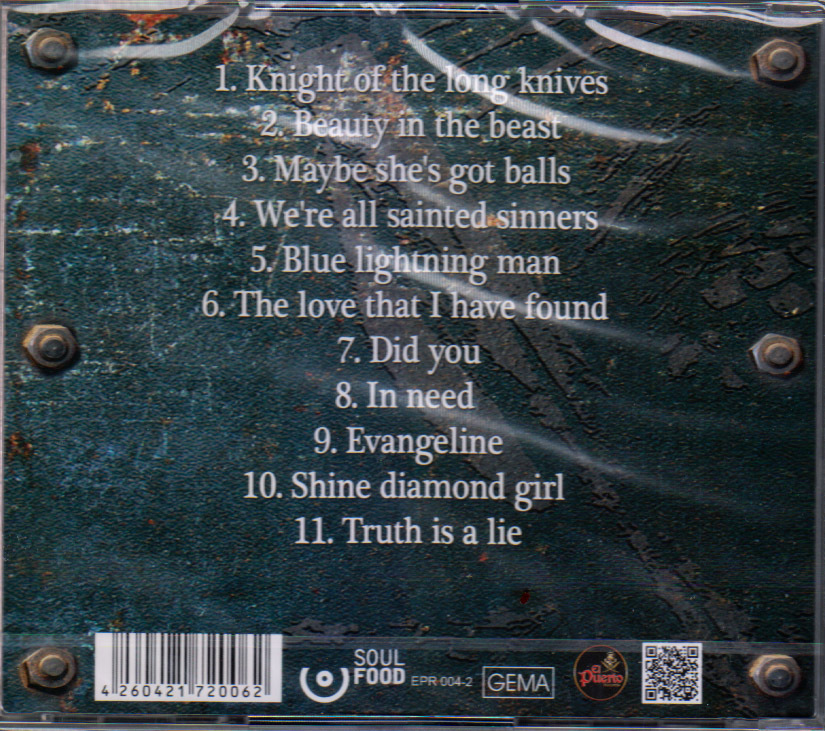 1. Knight of the long knives
2. Beauty in the beast
3. Maybe she's got balls
4. We're all sainted sinners
5. Blue lightning man
6. The love that I have found
7. Did you
8. In need
9. Evangeline
10. Shine diamond girl
11. Truth is a lie
4 260421 720062
SOUL
FOOD
EPR 004-2
GEMA
El
Puerto